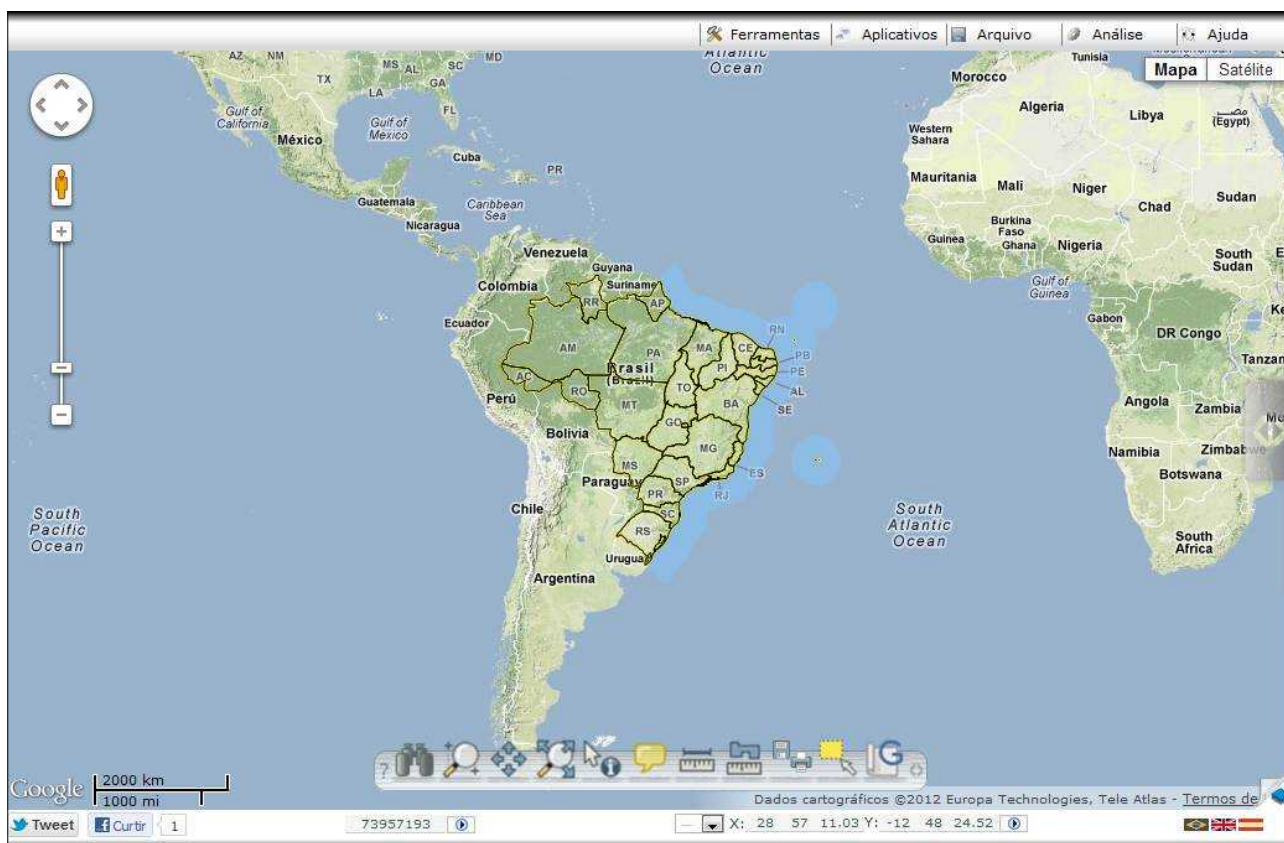 Ferramentas Aplicativos Arquivo Análise Ajuda
Mapa Satélite
AZ NM MS AL SC MD
TX LA GA
FL
Atlantic
Ocean
Gulf of
California
México
Gulf of
Mexico
Cuba
PR
Guatemala
Caribbean
Sea
Nicaragua
Morocco
Tunisia
Algeria
Libya
(Egypt)
Western
Sahara
Mauritania
Mali
Niger
Chad
Sudan
Burkina
Faso
Guinea
Ghana
Nigeria
South
Sudan
E
Gulf of
Guinea
Gabon
DR Congo
Ke
Tanzan
Angola
Zambia
Mo
Namibia
Zimbabwe
Botswana
South
Africa
Venezuela
Guyana
Suriname
Colombia
Ecuador
RR
AP
AM
PA
MA
CE
RN
PB
PE
AL
SE
PI
Brasil
(Brazil)
AC
RO
TO
MT
BA
Perú
GO
Bolivia
MG
ES
MS
Paraguay
SP
RJ
PR
Chile
SC
RS
Urugua
Argentina
South
Pacific
Ocean
South
Atlantic
Ocean
? G
Google
2000 km
1000 mi
Dados cartográficos ©2012 Europa Technologies, Tele Atlas - Termos de
Tweet Curtir 1 73957193 X: 28 57 11.03 Y: -12 48 24.52